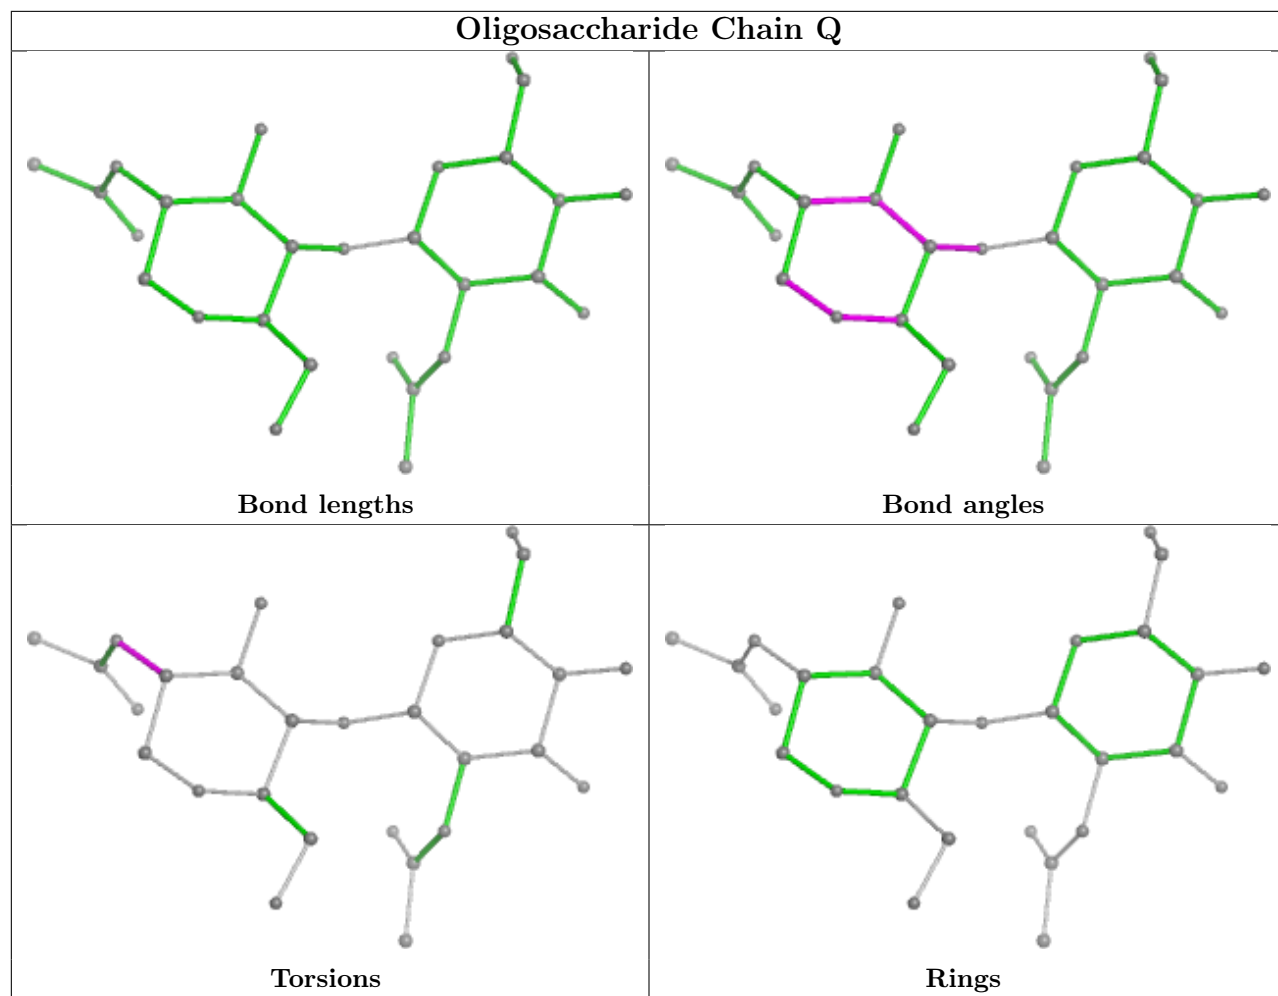 Oligosaccharide Chain Q
Bond lengths
Bond angles
Torsions
Rings